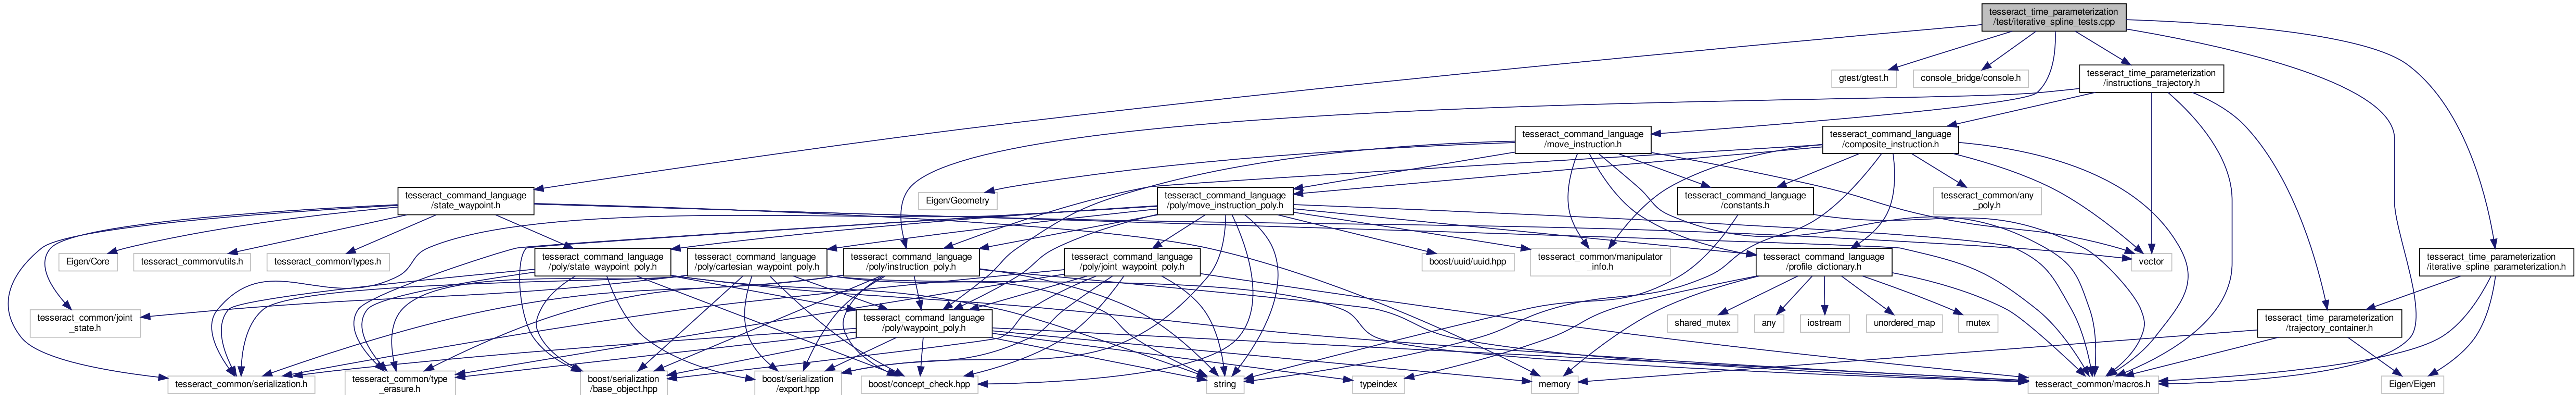 tesseract_time_parameterization
/test/iterative_spline_tests.cpp
gtest/gtest.h
console_bridge/console.h
tesseract_time_parameterization
/instructions_trajectory.h
tesseract_command_language
/move_instruction.h
tesseract_command_language
/composite_instruction.h
tesseract_command_language
/state_waypoint.h
Eigen/Geometry
tesseract_command_language
/poly/move_instruction_poly.h
tesseract_command_language
/constants.h
tesseract_common/any
_poly.h
Eigen/Core
tesseract_common/utils.h
tesseract_common/types.h
tesseract_command_language
/poly/state_waypoint_poly.h
tesseract_command_language
/poly/cartesian_waypoint_poly.h
tesseract_command_language
/poly/instruction_poly.h
tesseract_command_language
/poly/joint_waypoint_poly.h
boost/uuid/uuid.hpp
tesseract_common/manipulator
_info.h
tesseract_command_language
/profile_dictionary.h
vector
tesseract_time_parameterization
/iterative_spline_parameterization.h
tesseract_common/joint
_state.h
tesseract_command_language
/poly/waypoint_poly.h
shared_mutex
any
iostream
unordered_map
mutex
tesseract_time_parameterization
/trajectory_container.h
tesseract_common/serialization.h
tesseract_common/type
_erasure.h
boost/serialization
/base_object.hpp
boost/serialization
/export.hpp
boost/concept_check.hpp
string
typeindex
memory
tesseract_common/macros.h
Eigen/Eigen